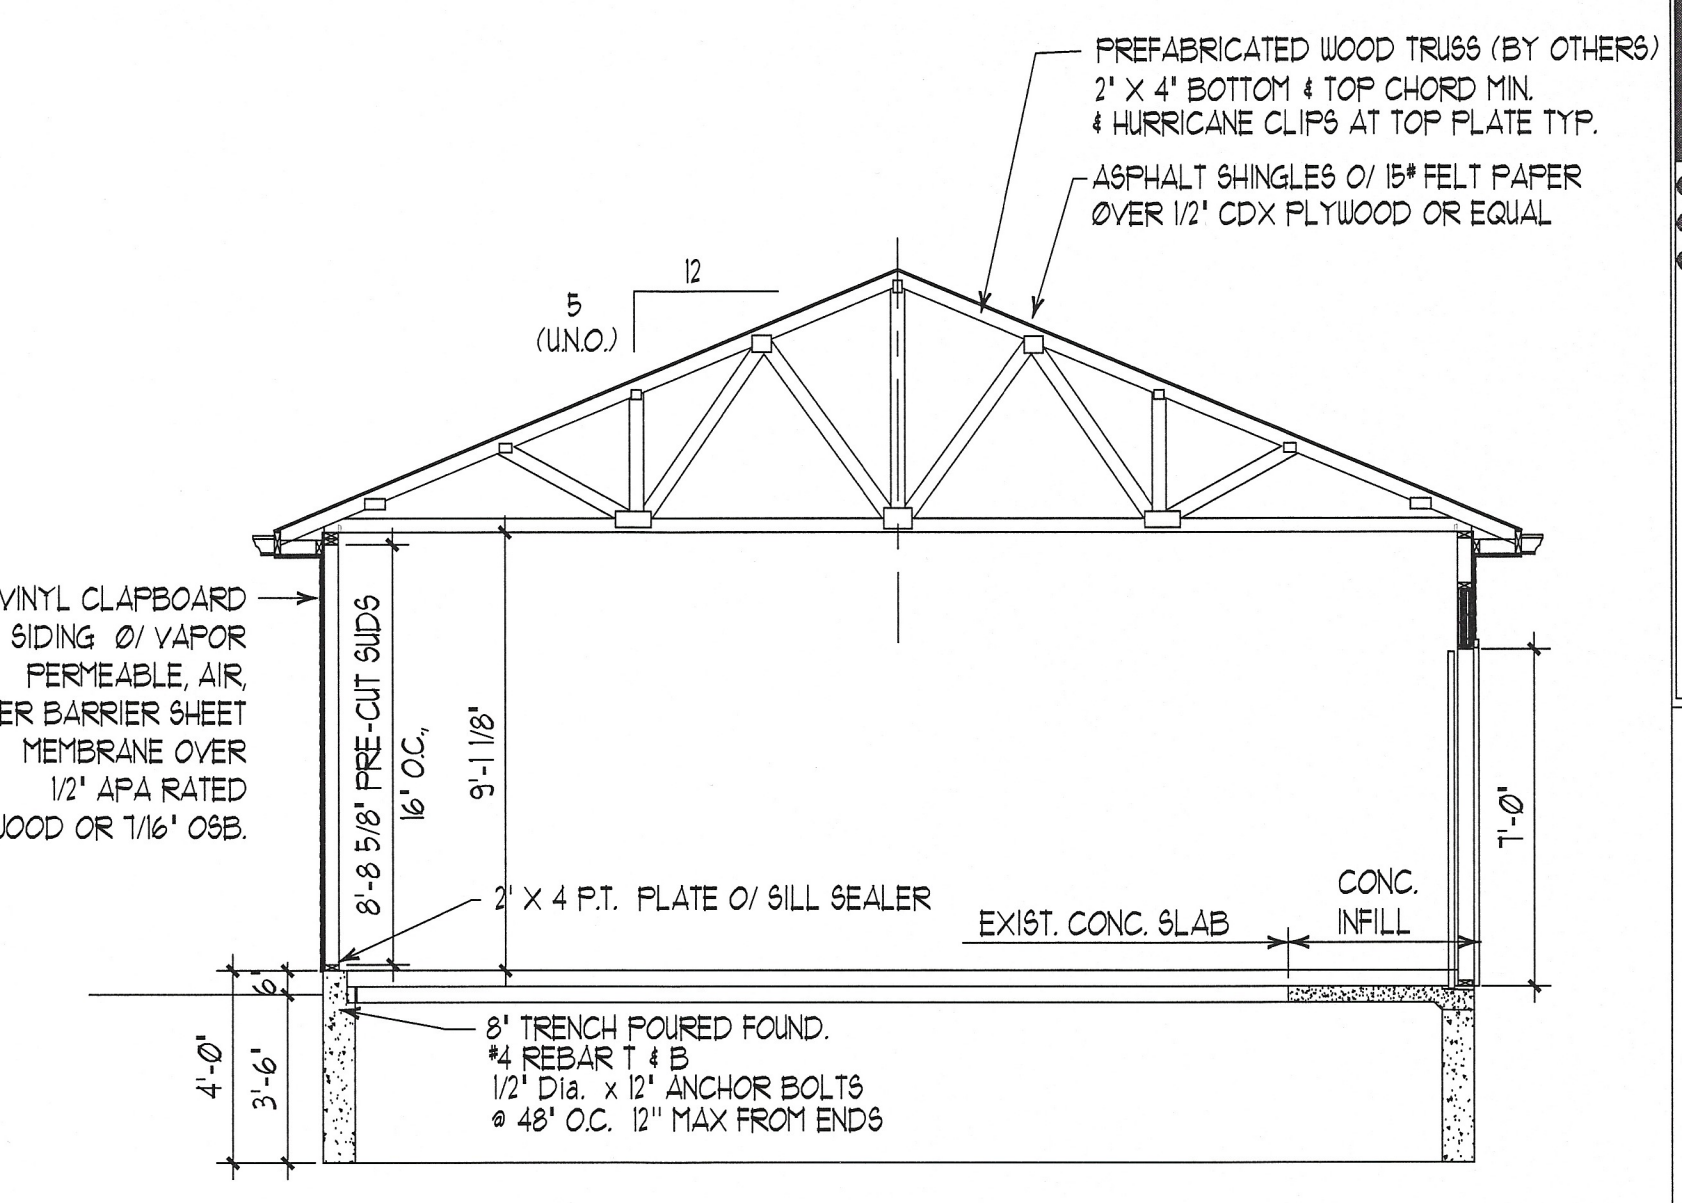 PREFABRICATED WOOD TRUSS (BY OTHERS)
2" X 4" BOTTOM & TOP CHORD MIN.
& HURRICANE CLIPS AT TOP PLATE TYP.
ASPHALT SHINGLES O/ 15# FELT PAPER
ØVER 1/2" CDX PLYWOOD OR EQUAL
12
5
(U.N.O.)
VINYL CLAPBOARD
SIDING Ø/ VAPOR
PERMEABLE, AIR,
ER BARRIER SHEET
MEMBRANE OVER
1/2" APA RATED
WOOD OR 7/16" OSB.
8'-8 5/8" PRE-CUT SUDS
16" O.C.,
9'-1 1/8"
7'-Ø"
2' X 4 P.T. PLATE O/ SILL SEALER
EXIST. CONC. SLAB
CONC.
INFILL
6"
4'-Ø"
3'-6"
8" TRENCH POURED FOUND.
#4 REBAR T & B
1/2" Dia. x 12" ANCHOR BOLTS
@ 48" O.C. 12" MAX FROM ENDS